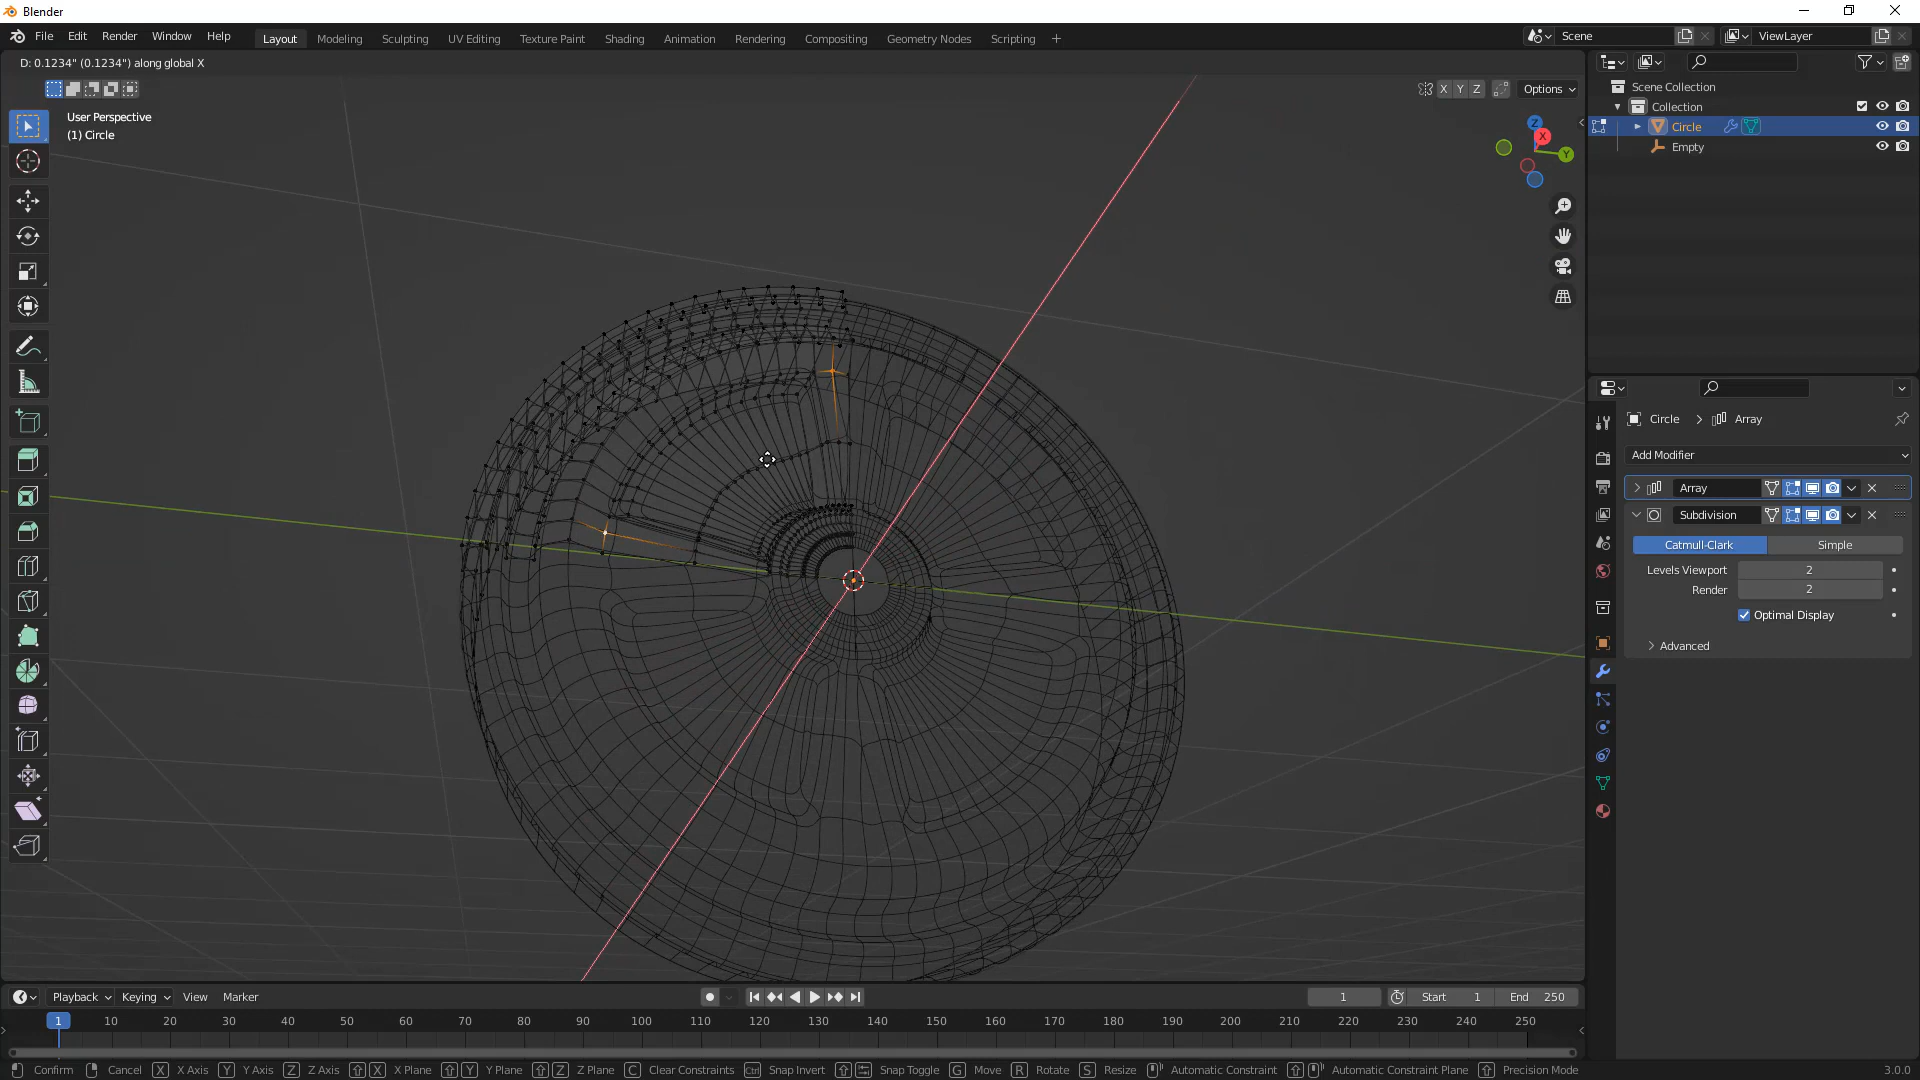 Blender
File Edit Render Window Help
Layout Modeling Sculpting UV Editing Texture Paint Shading Animation Rendering Compositing Geometry Nodes Scripting +
Scene
ViewLayer
D: 0.1234" (0.1234") along global X
X Y Z
Options
User Perspective
(1) Circle
Z
X
Y
Scene Collection
Collection
Circle
Empty
Circle > Array
Add Modifier
Array
Subdivision
Catmull-Clark Simple
Levels Viewport 2
Render 2
Optimal Display
Advanced
Playback Keying View Marker
1
Start 1
End 250
1 10 20 30 40 50 60 70 80 90 100 110 120 130 140 150 160 170 180 190 200 210 220 230 240 250
Confirm Cancel X X Axis Y Y Axis Z Z Axis X X Plane Y Y Plane Z Z Plane C Clear Constraints Ctrl Snap Invert Snap Toggle G Move R Rotate S Resize Automatic Constraint Automatic Constraint Plane Precision Mode
3.0.0